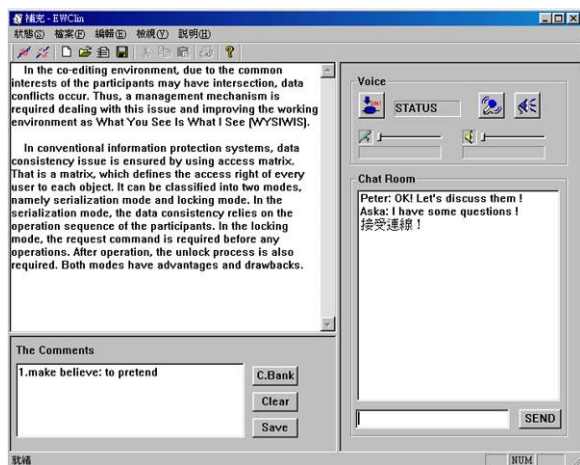 補充 - EWClin
狀態(S) 檔案(F) 編輯(E) 檢視(V) 說明(H)
In the co-editing environment, due to the common
interests of the participants may have intersection, data
conflicts occur. Thus, a management mechanism is
required dealing with this issue and improving the working
environment as What You See Is What I See (WYSIWIS).
In conventional information protection systems, data
consistency issue is ensured by using access matrix.
That is a matrix, which defines the access right of every
user to each object. It can be classified into two modes,
namely serialization mode and locking mode. In the
serialization mode, the data consistency relies on the
operation sequence of the participants. In the locking
mode, the request command is required before any
operations. After operation, the unlock process is also
required. Both modes have advantages and drawbacks.
The Comments
1.make believe: to pretend
C.Bank
Clear
Save
Voice
STATUS
Chat Room
Peter: OK! Let's discuss them !
Aska: I have some questions !
接受連線！
SEND
就緒
NUM